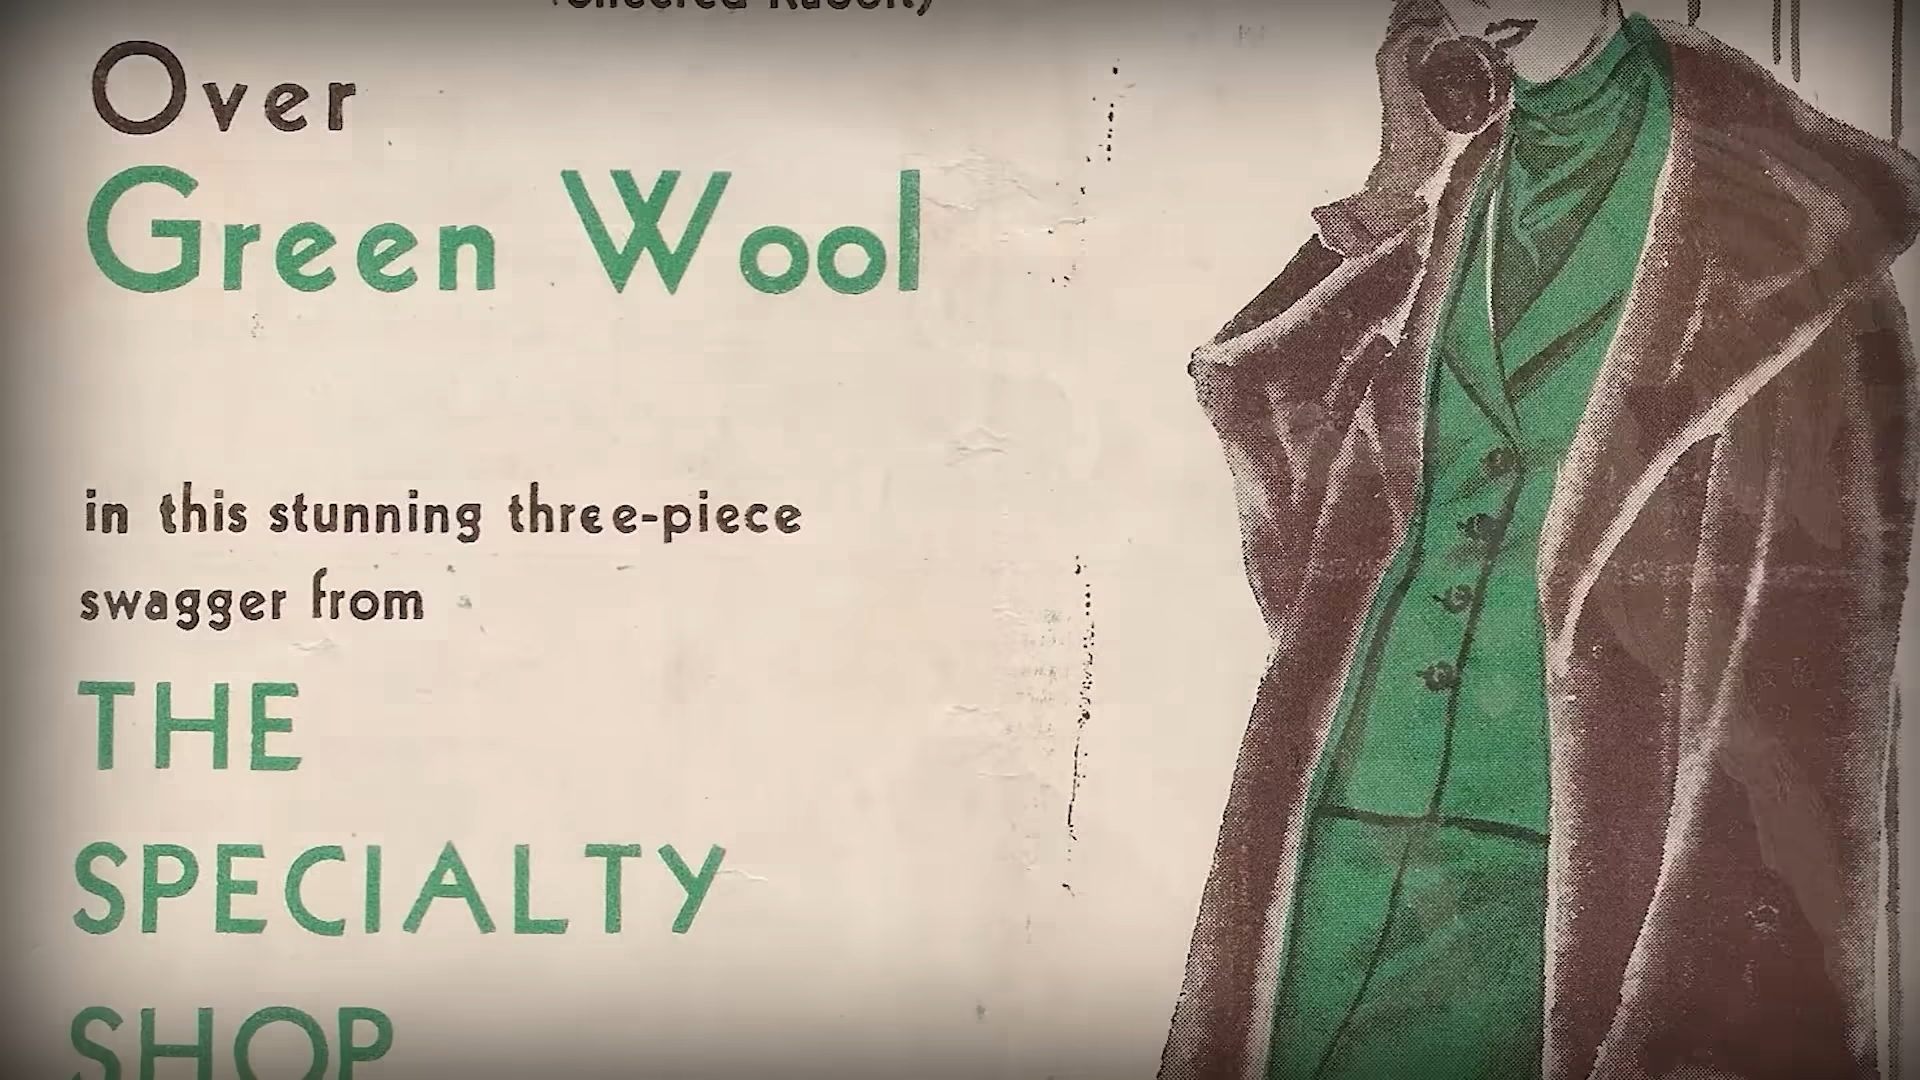 Over
Green Wool
in this stunning three-piece
swagger from
THE
SPECIALTY
SHOP